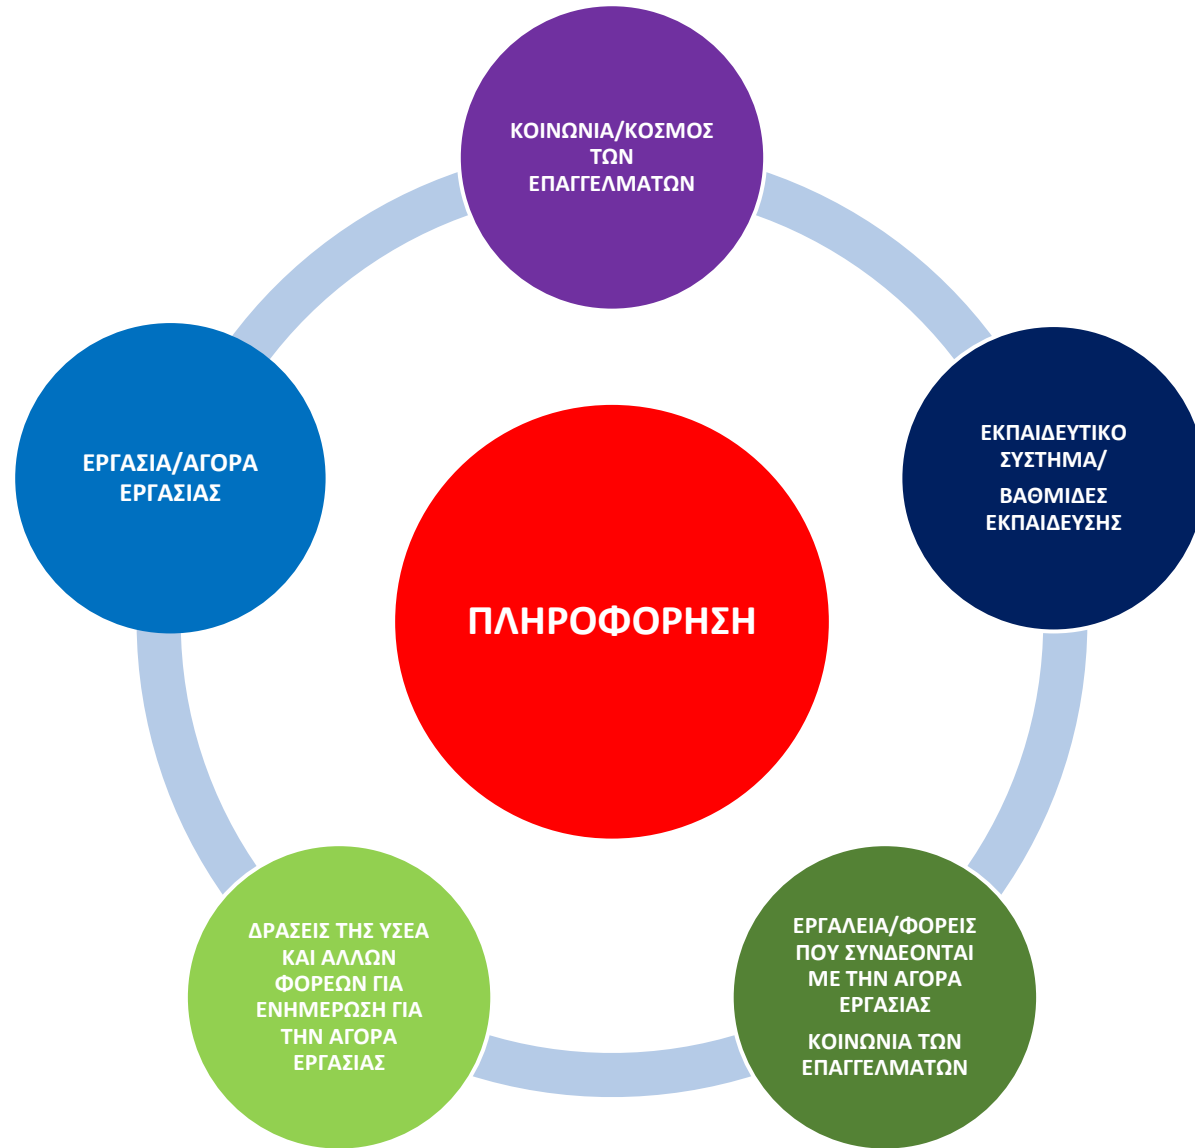 ΚΟΙΝΩΝΙΑ/ΚΟΣΜΟΣ
ΤΩΝ
ΕΠΑΓΓΕΛΜΑΤΩΝ
ΕΚΠΑΙΔΕΥΤΙΚΟ
ΣΥΣΤΗΜΑ/
ΒΑΘΜΙΔΕΣ
ΕΚΠΑΙΔΕΥΣΗΣ
ΕΡΓΑΣΙΑ/ΑΓΟΡΑ
ΕΡΓΑΣΙΑΣ
ΠΛΗΡΟΦΟΡΗΣΗ
ΕΡΓΑΛΕΙΑ/ΦΟΡΕΙΣ
ΠΟΥ ΣΥΝΔΕΟΝΤΑΙ
ΜΕ ΤΗΝ ΑΓΟΡΑ
ΕΡΓΑΣΙΑΣ
ΚΟΙΝΩΝΙΑ ΤΩΝ
ΕΠΑΓΓΕΛΜΑΤΩΝ
ΔΡΑΣΕΙΣ ΤΗΣ ΥΣΕΑ
ΚΑΙ ΑΛΛΩΝ
ΦΟΡΕΩΝ ΓΙΑ
ΕΝΗΜΕΡΩΣΗ ΓΙΑ
ΤΗΝ ΑΓΟΡΑ
ΕΡΓΑΣΙΑΣ